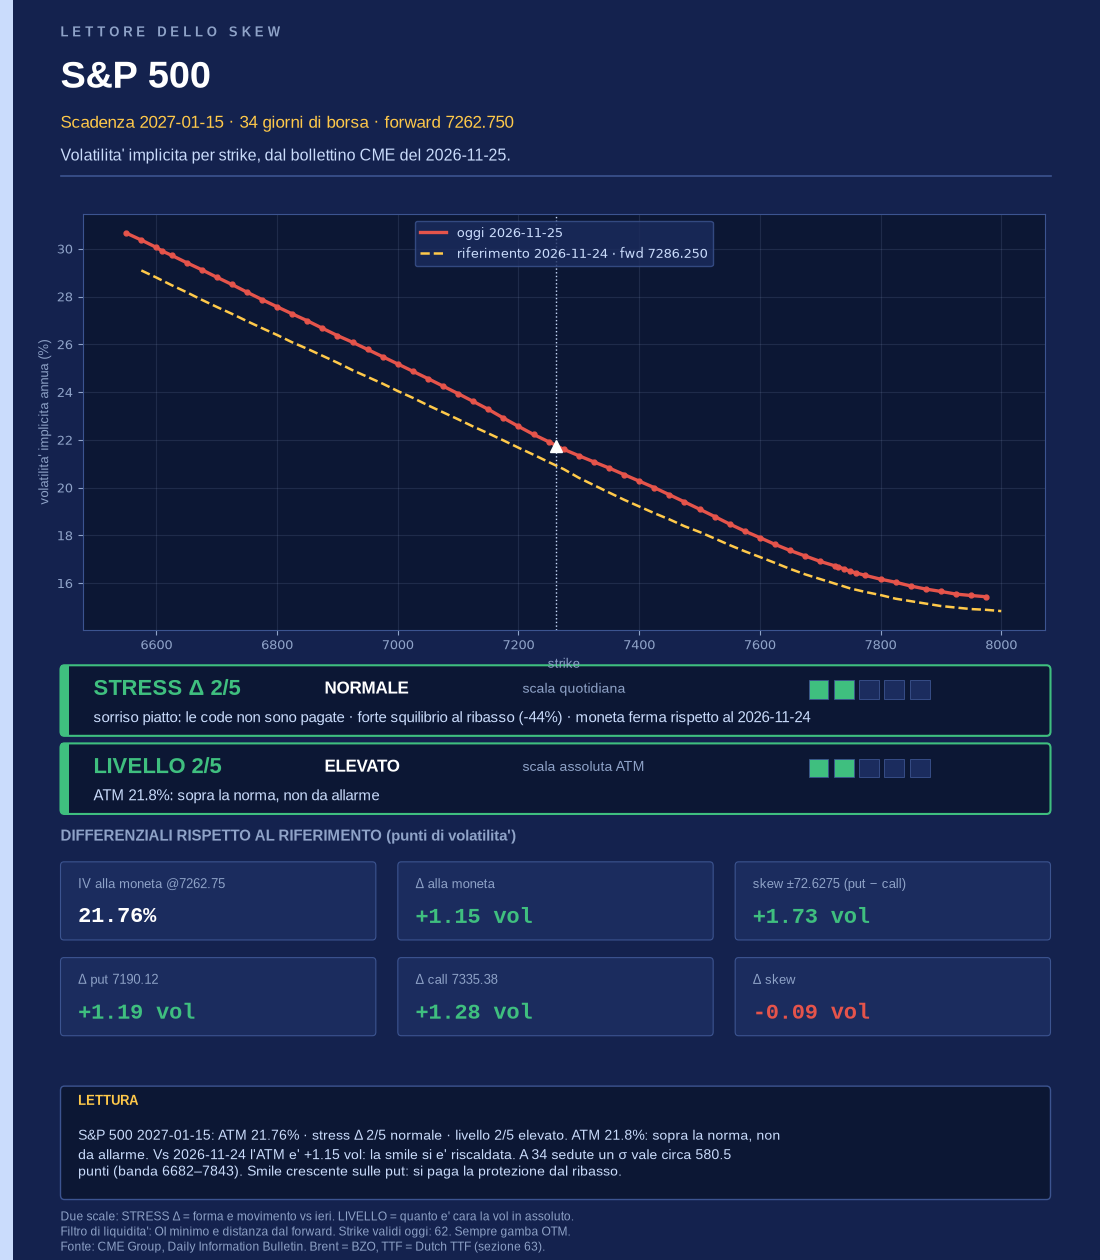 LETTORE DELLO SKEW
S&P 500
Scadenza 2027-01-15 · 34 giorni di borsa · forward 7262.750
Volatilita' implicita per strike, dal bollettino CME del 2026-11-25.
oggi 2026-11-25
riferimento 2026-11-24 · fwd 7286.250
volatilita' implicita annua (%)
30
28
26
24
22
20
18
16
6600 6800 7000 7200 7400 7600 7800 8000
strike
STRESS Δ 2/5 NORMALE scala quotidiana
sorriso piatto: le code non sono pagate · forte squilibrio al ribasso (-44%) · moneta ferma rispetto al 2026-11-24
LIVELLO 2/5 ELEVATO scala assoluta ATM
ATM 21.8%: sopra la norma, non da allarme
DIFFERENZIALI RISPETTO AL RIFERIMENTO (punti di volatilita')
IV alla moneta @7262.75 Δ alla moneta skew ±72.6275 (put − call)
21.76% +1.15 vol +1.73 vol
Δ put 7190.12 Δ call 7335.38 Δ skew
+1.19 vol +1.28 vol -0.09 vol
LETTURA
S&P 500 2027-01-15: ATM 21.76% · stress Δ 2/5 normale · livello 2/5 elevato. ATM 21.8%: sopra la norma, non
da allarme. Vs 2026-11-24 l'ATM e' +1.15 vol: la smile si e' riscaldata. A 34 sedute un σ vale circa 580.5
punti (banda 6682–7843). Smile crescente sulle put: si paga la protezione dal ribasso.
Due scale: STRESS Δ = forma e movimento vs ieri. LIVELLO = quanto e' cara la vol in assoluto.
Filtro di liquidita': OI minimo e distanza dal forward. Strike validi oggi: 62. Sempre gamba OTM.
Fonte: CME Group, Daily Information Bulletin. Brent = BZO, TTF = Dutch TTF (sezione 63).